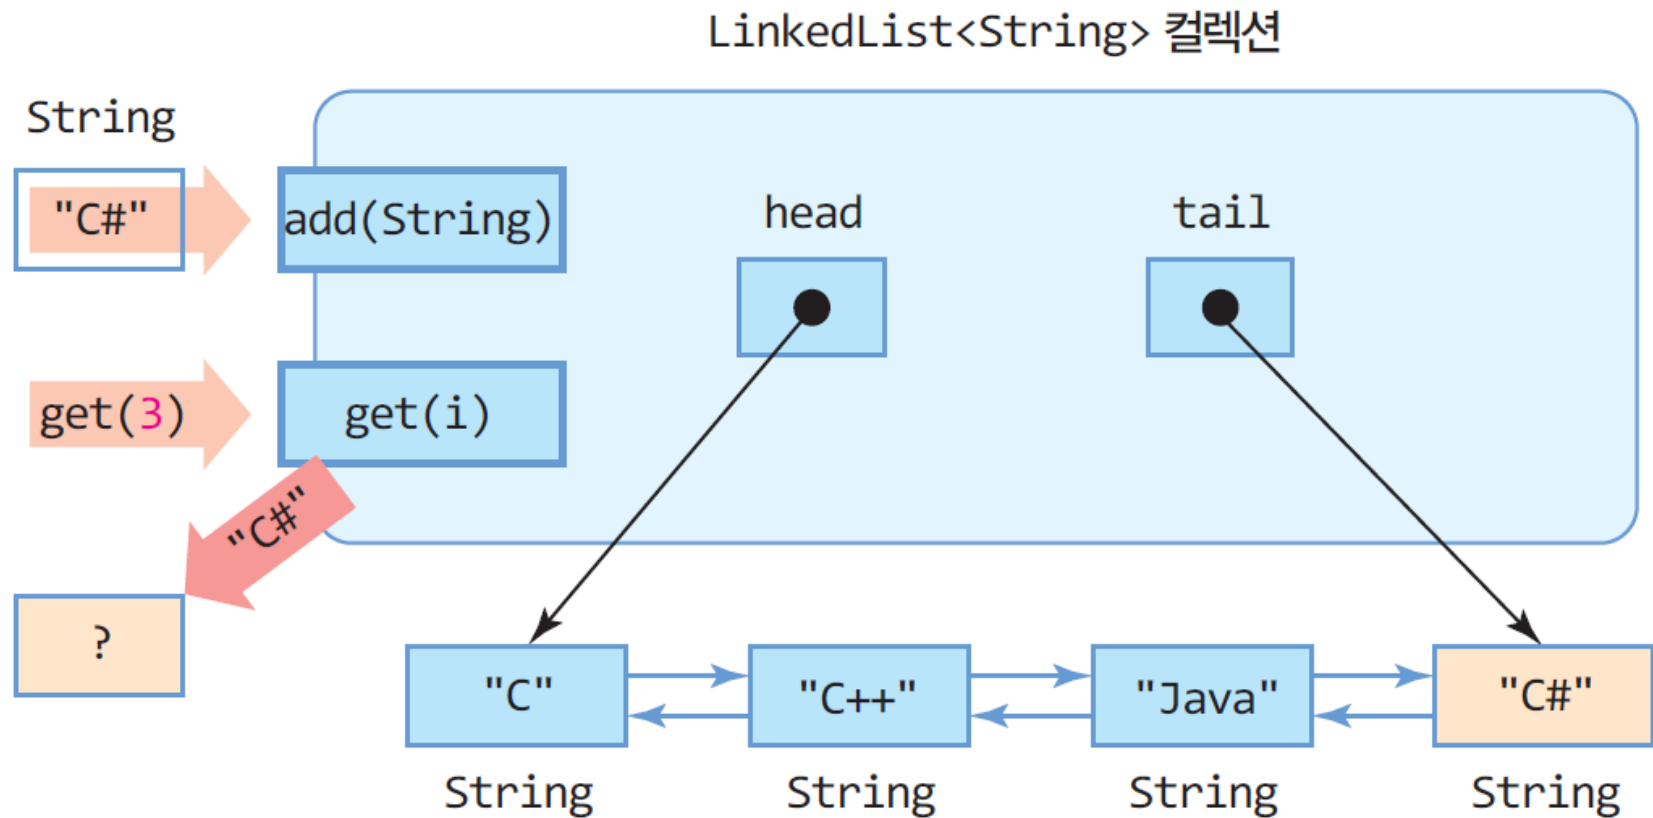 LinkedList<String> 컬렉션
String
"C#"
add(String)
head
tail
get(3)
get(i)
"C#"
?
"C"
"C++"
"Java"
"C#"
String
String
String
String